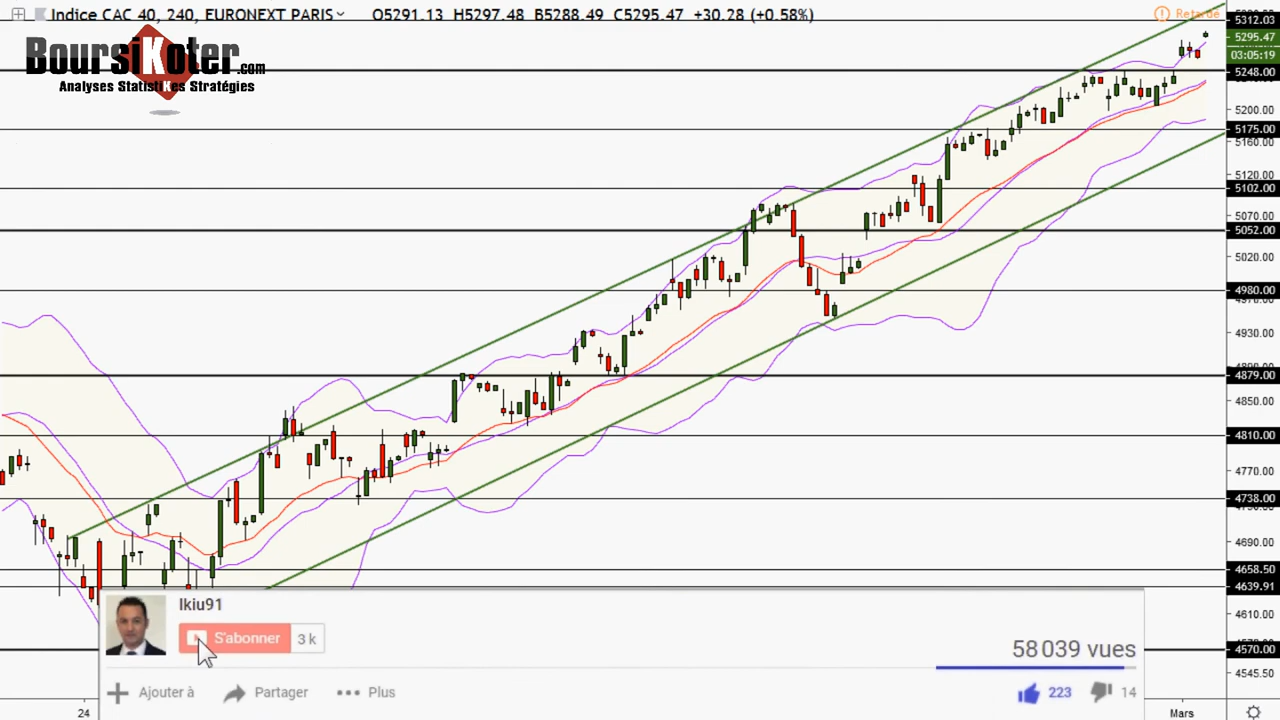 Indice CAC 40, 240, EURONEXT PARIS O5291.13 H5297.48 B5288.49 C5295.47 +30.28 (+0.58%)
Retardé
BoursiKoter.com
Analyses StatistiKes Stratégies
5312.03
5295.47
03:05:19
5248.00
5200.00
5175.00
5160.00
5120.00
5102.00
5070.00
5052.00
5020.00
4980.00
4930.00
4879.00
4850.00
4810.00
4770.00
4738.00
4690.00
4658.50
4639.91
4610.00
4570.00
4545.50
Ikiu91
S'abonner 3 k
58 039 vues
Ajouter à Partager ••• Plus
223 14
24 Mars